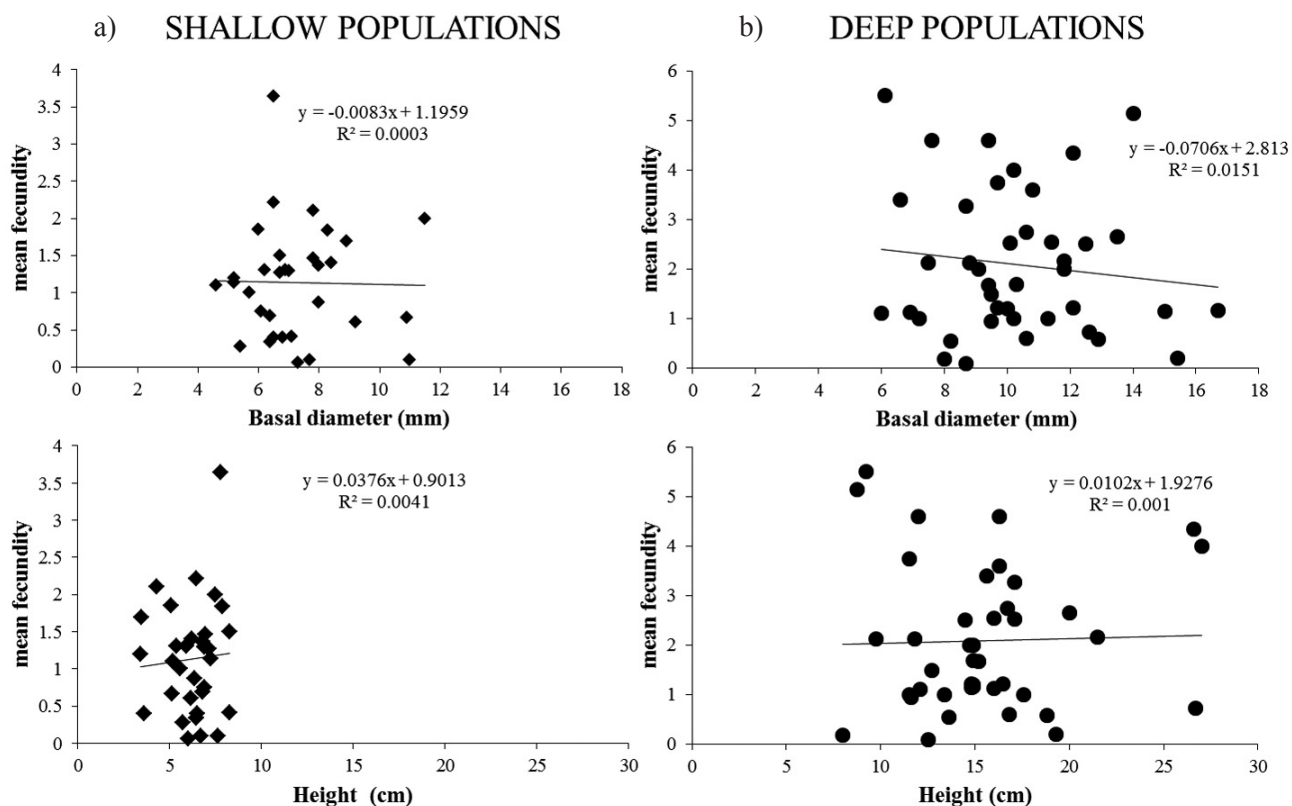 a) SHALLOW POPULATIONS
b) DEEP POPULATIONS
4
3.5
3
2.5
2
1.5
1
0.5
0
mean fecundity
y = -0.0083x + 1.1959
R² = 0.0003
0 2 4 6 8 10 12 14 16 18
Basal diameter (mm)
6
5
4
3
2
1
0
mean fecundity
y = -0.0706x + 2.813
R² = 0.0151
0 2 4 6 8 10 12 14 16 18
Basal diameter (mm)
4
3.5
3
2.5
2
1.5
1
0.5
0
mean fecundity
y = 0.0376x + 0.9013
R² = 0.0041
0 5 10 15 20 25 30
Height (cm)
6
5
4
3
2
1
0
mean fecundity
y = 0.0102x + 1.9276
R² = 0.001
0 5 10 15 20 25 30
Height (cm)